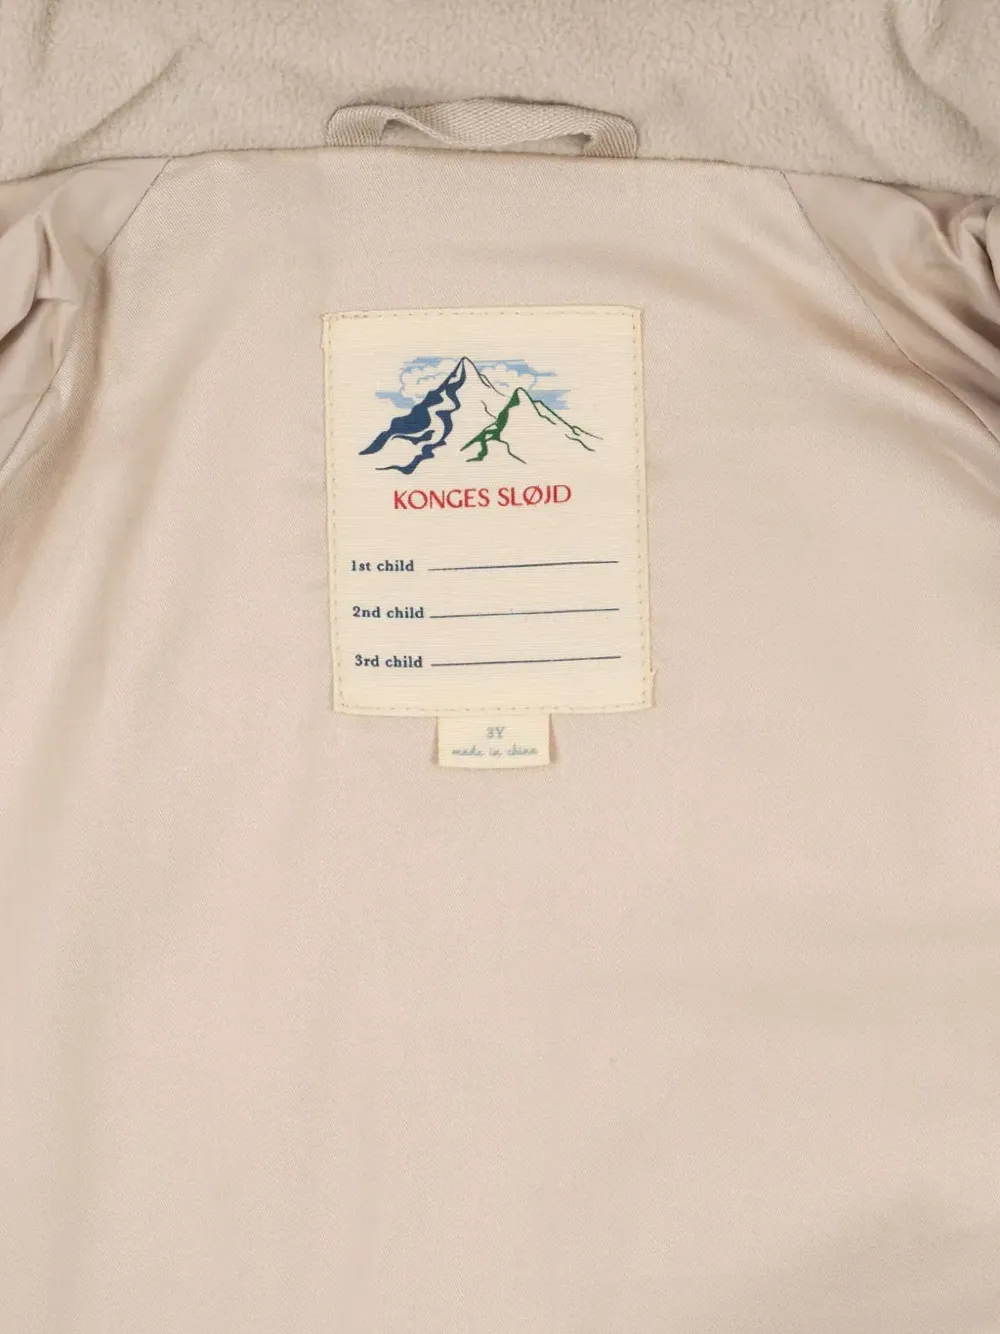 KONGES SLØJD
1st child
2nd child
3rd child
3Y
made in china